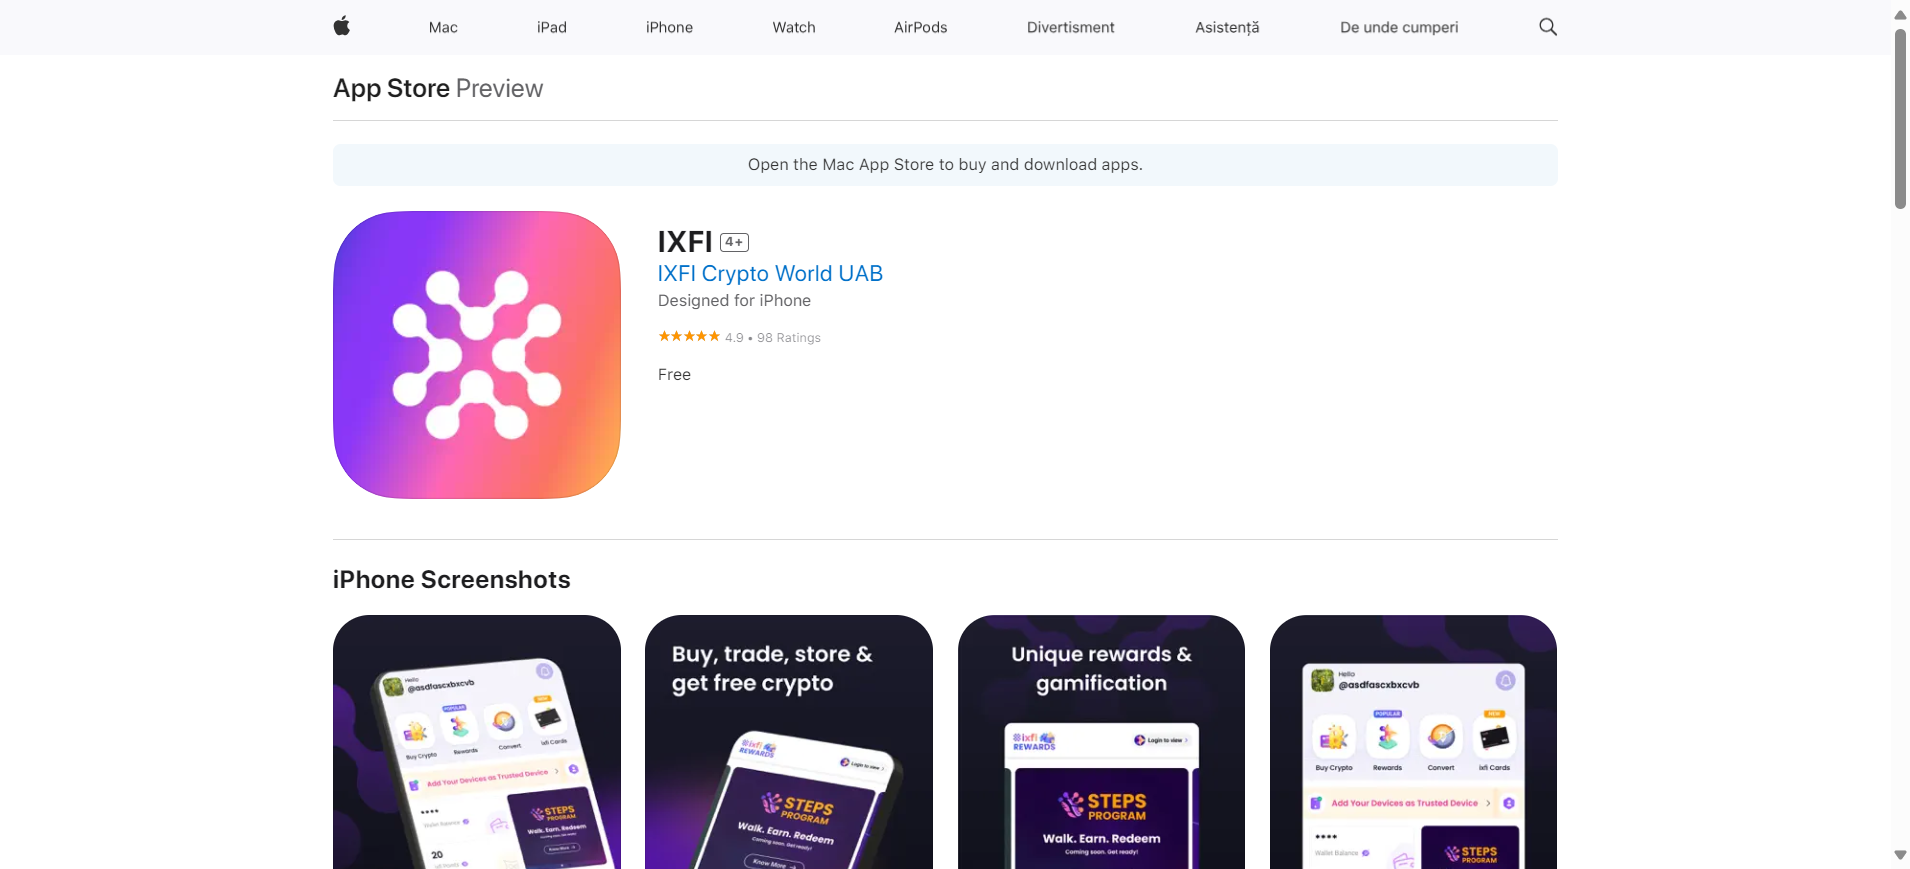 Mac iPad iPhone Watch AirPods Divertisment Asistență De unde cumperi
App Store Preview
Open the Mac App Store to buy and download apps.
IXFI 4+
IXFI Crypto World UAB
Designed for iPhone
4.9 • 98 Ratings
Free
iPhone Screenshots
Hello
@asdfascxbxcvb
POPULAR
NEW
Buy Crypto Rewards Convert Ixfi Cards
Add Your Devices as Trusted Device
****
Wallet Balance
20
STEPS
PROGRAM
Walk. Earn. Redeem
Coming soon. Get ready!
Know More
Buy, trade, store &
get free crypto
ixfi
REWARDS
Login to view
STEPS
PROGRAM
Walk. Earn. Redeem
Coming soon. Get ready!
Know More
Unique rewards &
gamification
ixfi
REWARDS
Login to view
STEPS
PROGRAM
Walk. Earn. Redeem
Coming soon. Get ready!
Hello
@asdfascxbxcvb
POPULAR
NEW
Buy Crypto Rewards Convert Ixfi Cards
Add Your Devices as Trusted Device
****
Wallet Balance
STEPS
PROGRAM